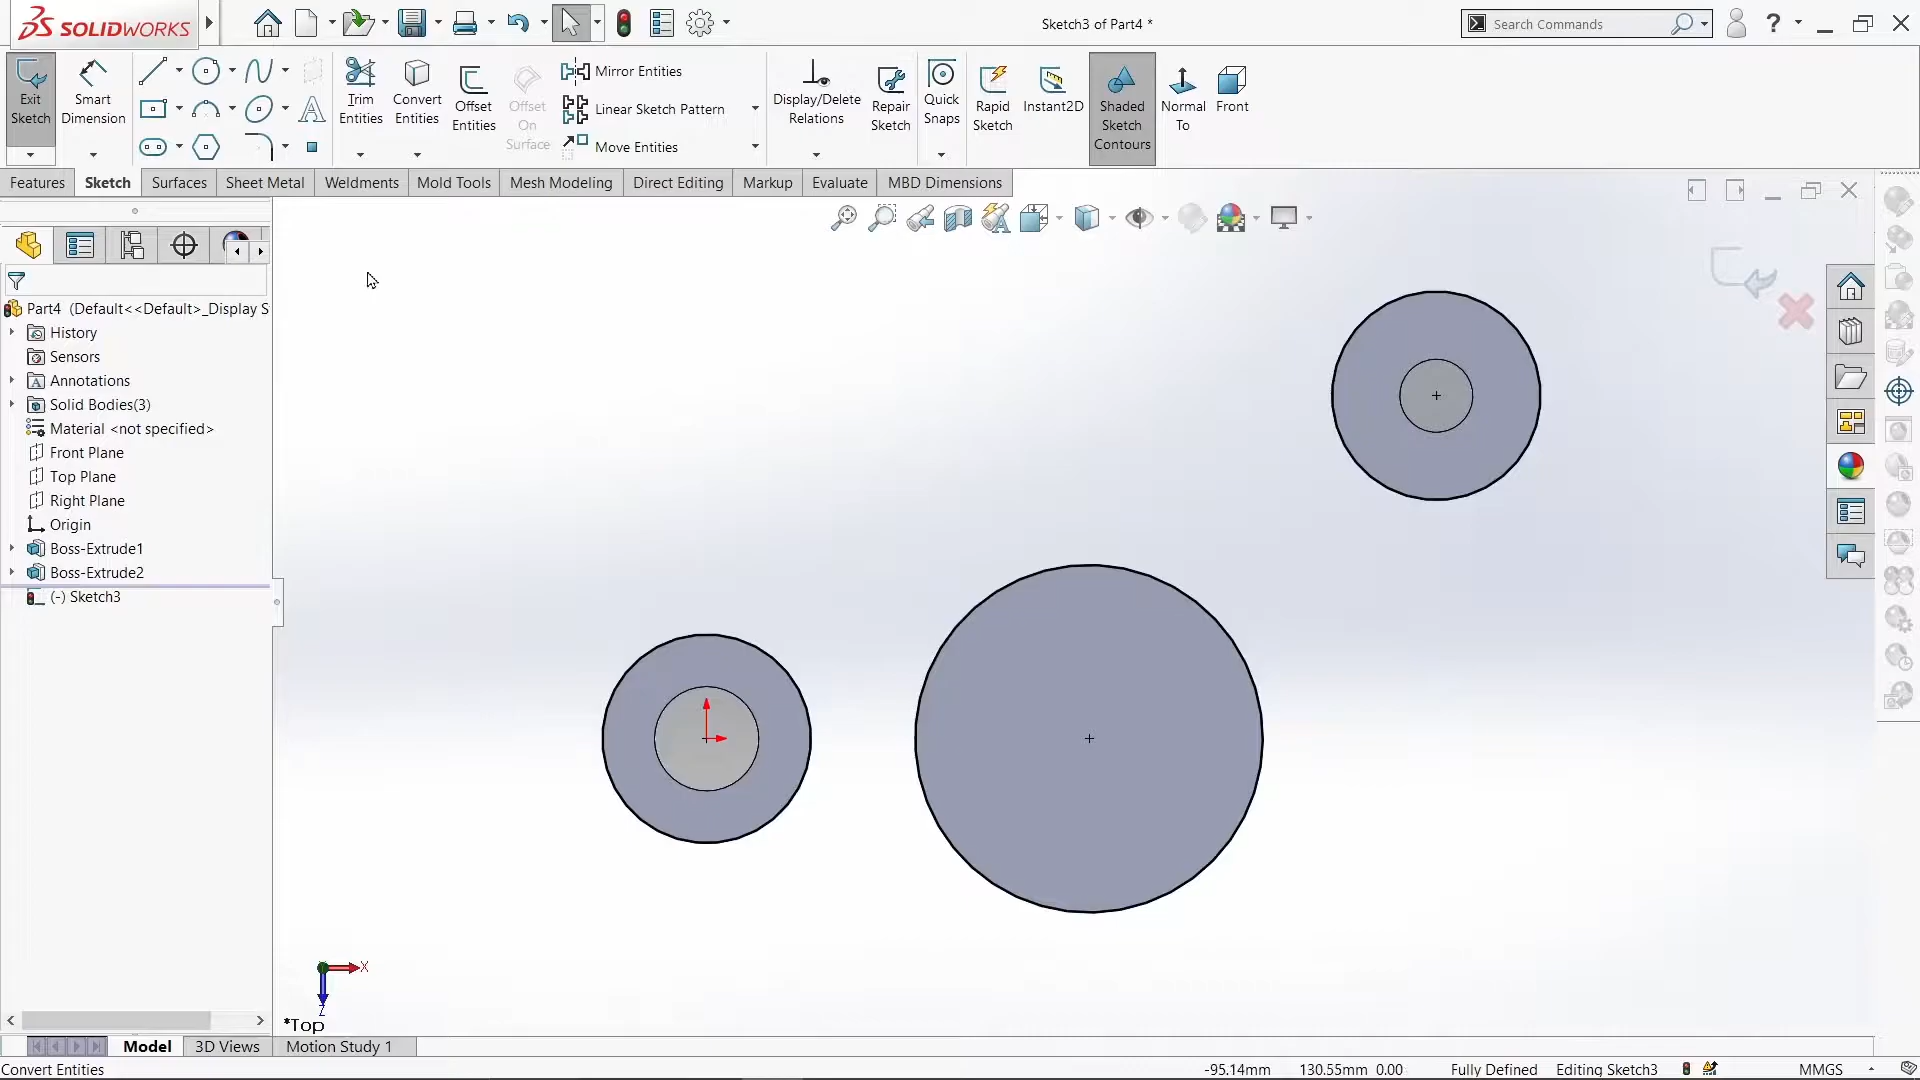 SOLIDWORKS
Sketch3 of Part4 *
Search Commands
Exit Sketch
Smart Dimension
Trim Entities
Convert Entities
Offset Entities
Offset On Surface
Mirror Entities
Linear Sketch Pattern
Move Entities
Display/Delete Relations
Repair Sketch
Quick Snaps
Rapid Sketch
Instant2D
Shaded Sketch Contours
Normal To
Front
Features
Sketch
Surfaces
Sheet Metal
Weldments
Mold Tools
Mesh Modeling
Direct Editing
Markup
Evaluate
MBD Dimensions
Part4 (Default<<Default>_Display S
History
Sensors
Annotations
Solid Bodies(3)
Material <not specified>
Front Plane
Top Plane
Right Plane
Origin
Boss-Extrude1
Boss-Extrude2
(-) Sketch3
X
Z
*Top
Model
3D Views
Motion Study 1
Convert Entities
-95.14mm
130.55mm 0.00
Fully Defined
Editing Sketch3
MMGS